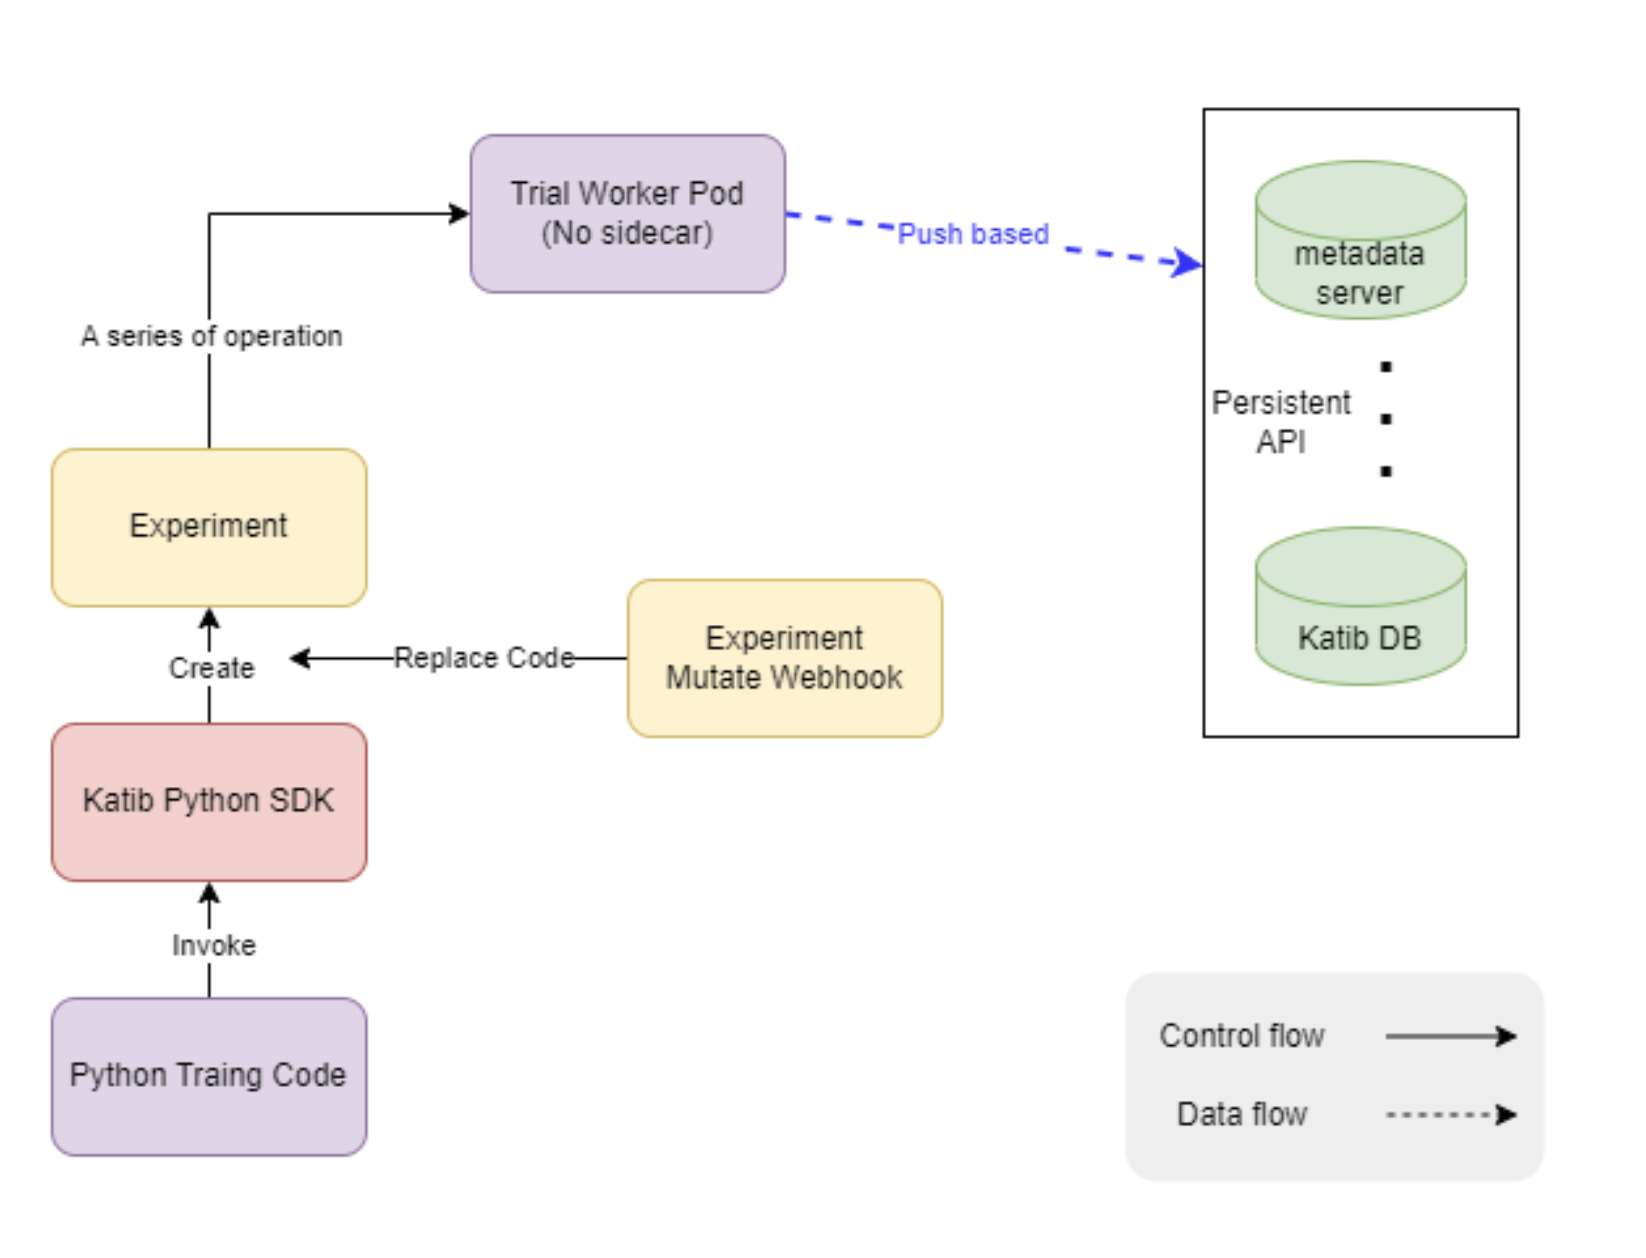 Trial Worker Pod
(No sidecar)
Push based
metadata
server
A series of operation
Persistent
API
Experiment
Experiment
Mutate Webhook
Replace Code
Create
Katib DB
Katib Python SDK
Invoke
Python Traing Code
Control flow
Data flow